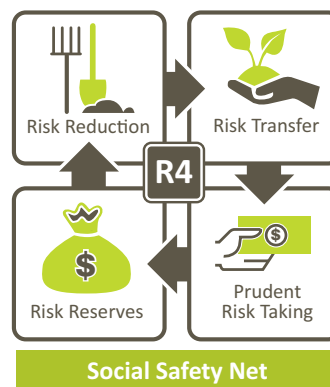 Risk Reduction
Risk Transfer
R4
$
$
Risk Reserves
Prudent
Risk Taking
Social Safety Net